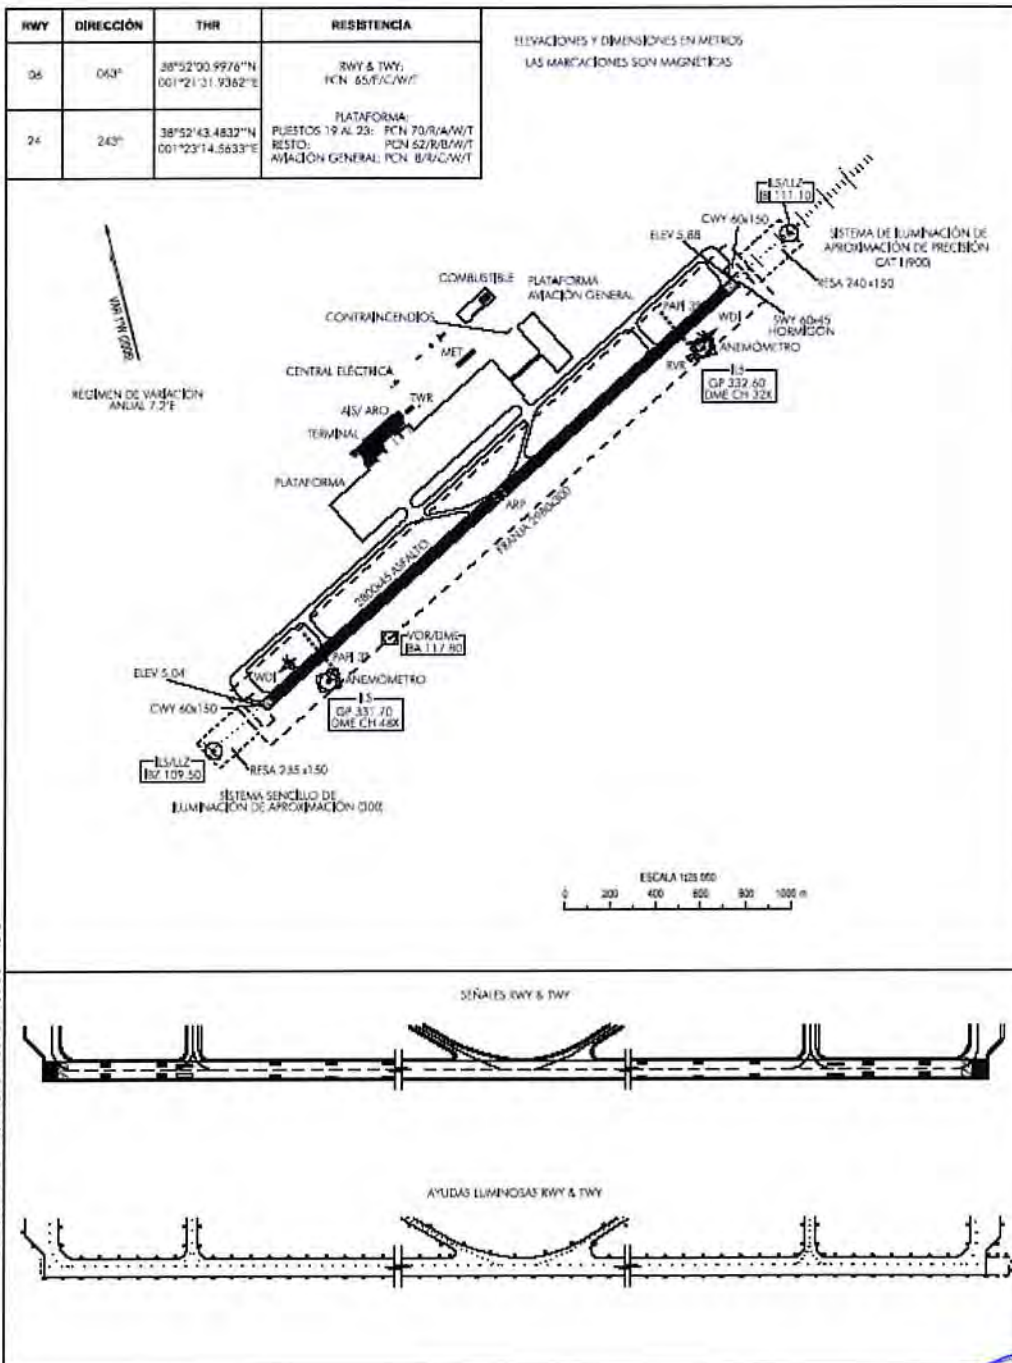 RWY DIRECCIÓN THR RESISTENCIA
06 063° 38°52'00.9976"N
001°21'31.9362"E
RWY & TWY:
PCN 65/F/C/W/T
24 243° 38°52'43.4832"N
001°23'14.5633"E
PLATAFORMA:
PUESTOS 19 AL 23: PCN 70/R/A/W/T
RESTO: PCN 52/R/B/W/T
AVIACIÓN GENERAL: PCN 8/R/C/W/T
ELEVACIONES Y DIMENSIONES EN METROS
LAS MARCACIONES SON MAGNÉTICAS
ILS/LLZ
IBI 111.10
CWY 60x150
ELEV 5.88
SISTEMA DE ILUMINACIÓN DE
APROXIMACIÓN DE PRECISIÓN
CAT I (900)
RESA 240x150
COMBUSTIBLE
PLATAFORMA
AVIACIÓN GENERAL
PAPI
WDI
SWY 60x45
HORMIGÓN
CONTRAINCENDIOS
ANEMÓMETRO
MET
RVR
VAR 1°W (2005)
CENTRAL ELÉCTRICA
ILS
GP 332.60
DME CH 32X
RÉGIMEN DE VARIACIÓN
ANUAL 7.2'E
TWR
AIS/ ARO
TERMINAL
PLATAFORMA
ARP
FRANJA 2980x300
2800x45 ASFALTO
VOR/DME
IBA 117.80
PAPI
ELEV 5.04
WDI
ANEMÓMETRO
CWY 60x150
ILS
GP 331.70
DME CH 48X
ILS/LLZ
IBZ 109.50
RESA 235x150
SISTEMA SENCILLO DE
ILUMINACIÓN DE APROXIMACIÓN (300)
ESCALA 1:25 000
0 200 400 600 800 1000 m
SEÑALES RWY & TWY
AYUDAS LUMINOSAS RWY & TWY